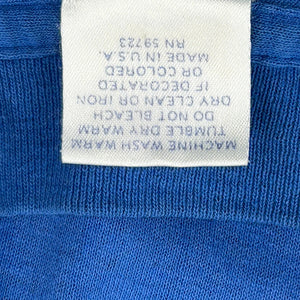 MACHINE WASH WARM
TUMBLE DRY WARM
DO NOT BLEACH
DRY CLEAN OR IRON
IF DECORATED
OR COLORED
MADE IN U.S.A.
RN 59723